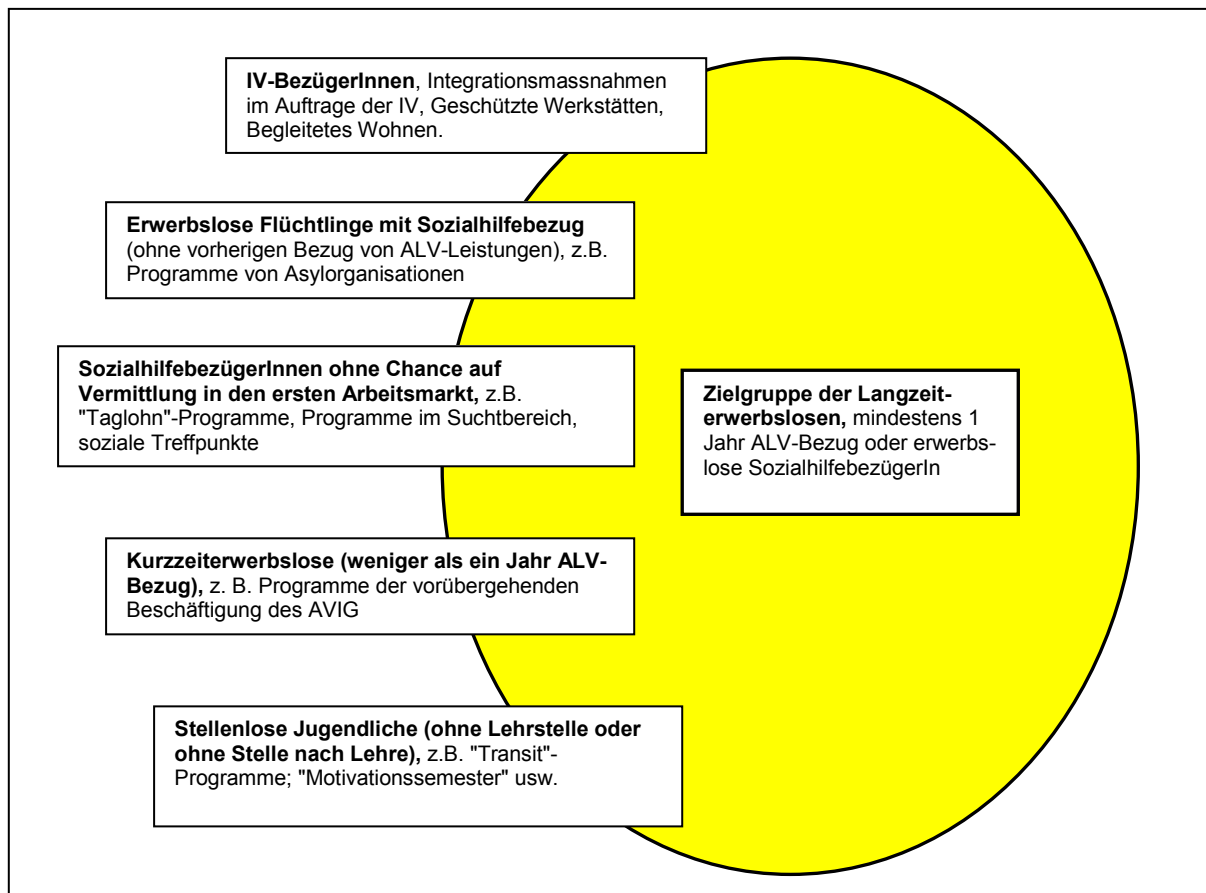 IV-BezügerInnen, Integrationsmassnahmen
im Auftrage der IV, Geschützte Werkstätten,
Begleitetes Wohnen.
Erwerbslose Flüchtlinge mit Sozialhilfebezug
(ohne vorherigen Bezug von ALV-Leistungen), z.B.
Programme von Asylorganisationen
SozialhilfebezügerInnen ohne Chance auf
Vermittlung in den ersten Arbeitsmarkt, z.B.
"Taglohn"-Programme, Programme im Suchtbereich,
soziale Treffpunkte
Zielgruppe der Langzeit-
erwerbslosen, mindestens 1
Jahr ALV-Bezug oder erwerbs-
lose SozialhilfebezügerIn
Kurzzeiterwerbslose (weniger als ein Jahr ALV-
Bezug), z. B. Programme der vorübergehenden
Beschäftigung des AVIG
Stellenlose Jugendliche (ohne Lehrstelle oder
ohne Stelle nach Lehre), z.B. "Transit"-
Programme; "Motivationssemester" usw.